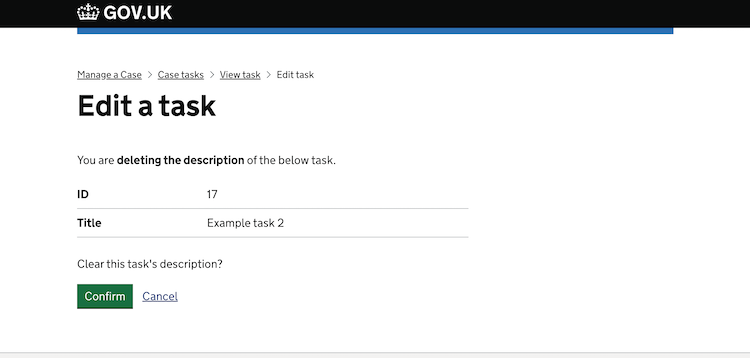 GOV.UK
Manage a Case > Case tasks > View task > Edit task
Edit a task
You are deleting the description of the below task.
ID 17
Title Example task 2
Clear this task's description?
Confirm Cancel